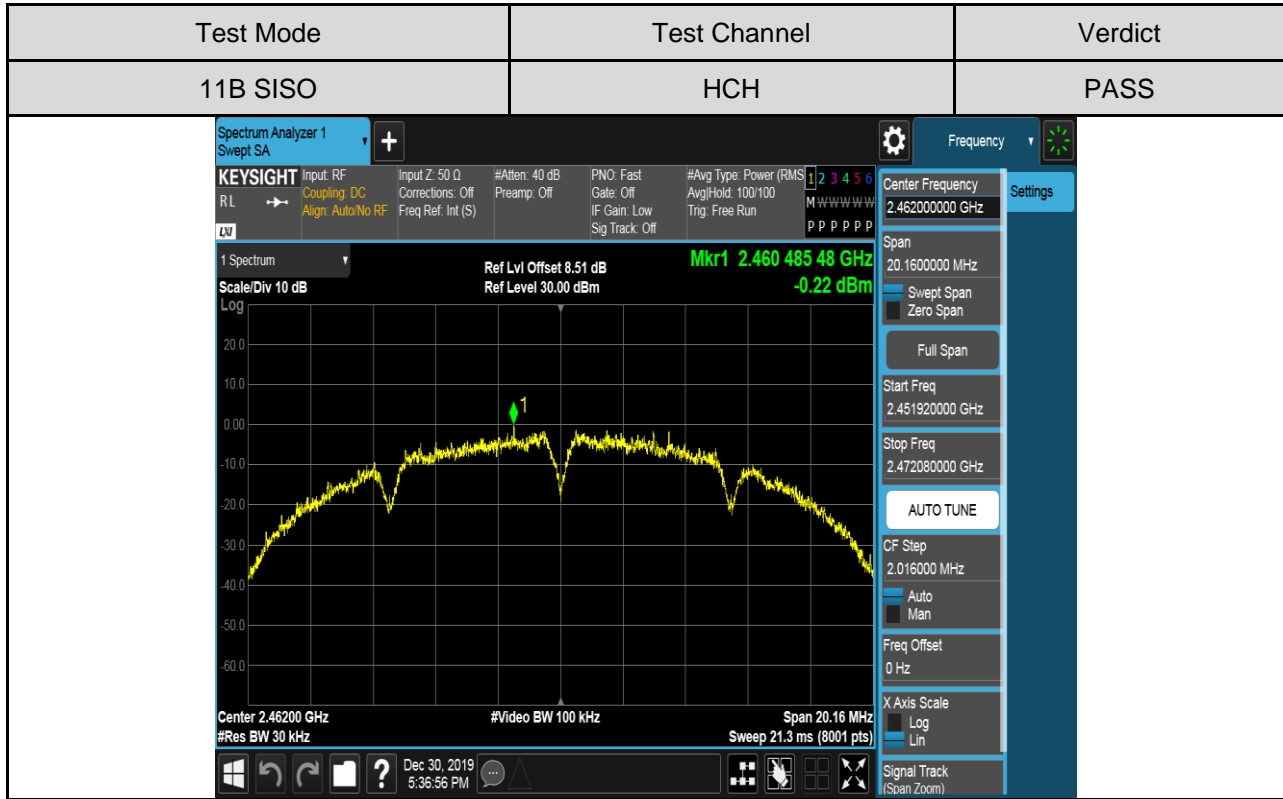 Test Mode Test Channel Verdict
11B SISO HCH PASS
Spectrum Analyzer 1
Swept SA
+
Frequency
KEYSIGHT Input: RF Input Z: 50 Ω #Atten: 40 dB PNO: Fast #Avg Type: Power (RMS 1 2 3 4 5 6
RL Coupling: DC Corrections: Off Preamp: Off Gate: Off Avg|Hold: 100/100 M W W W W W
Align: Auto/No RF Freq Ref: Int (S) IF Gain: Low Trig: Free Run
LXI Sig Track: Off P P P P P P
1 Spectrum
Scale/Div 10 dB
Ref Lvl Offset 8.51 dB
Ref Level 30.00 dBm
Mkr1 2.460 485 48 GHz
-0.22 dBm
Log
20.0
10.0
0.00
-10.0
-20.0
-30.0
-40.0
-50.0
-60.0
1
Center 2.46200 GHz #Video BW 100 kHz Span 20.16 MHz
#Res BW 30 kHz Sweep 21.3 ms (8001 pts)
Center Frequency
2.462000000 GHz
Settings
Span
20.1600000 MHz
Swept Span
Zero Span
Full Span
Start Freq
2.451920000 GHz
Stop Freq
2.472080000 GHz
AUTO TUNE
CF Step
2.016000 MHz
Auto
Man
Freq Offset
0 Hz
X Axis Scale
Log
Lin
Signal Track
(Span Zoom)
?
Dec 30, 2019
5:36:56 PM